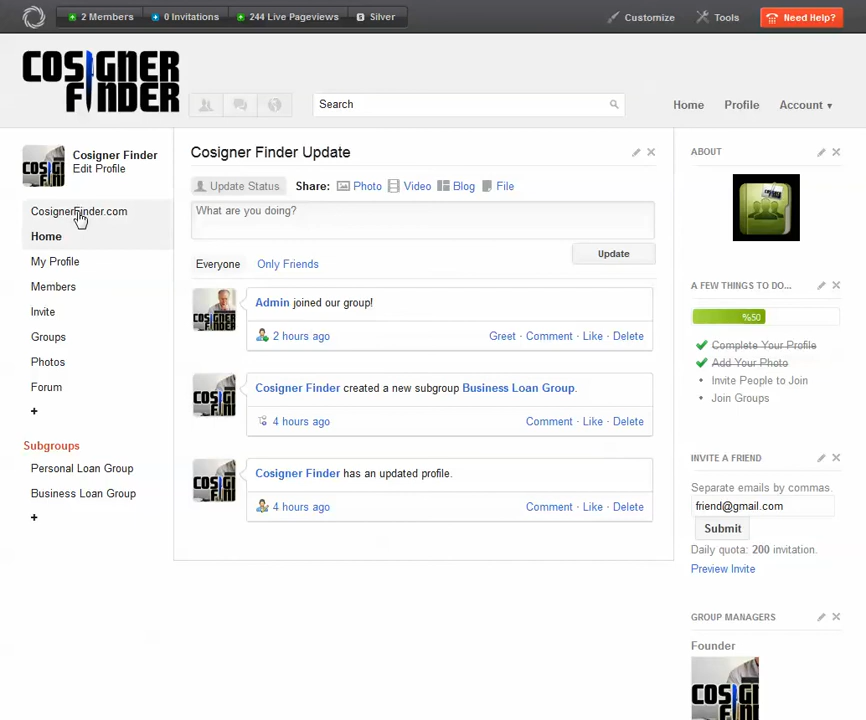 2 Members 0 Invitations 244 Live Pageviews S Silver Customize Tools Need Help?
COSIGNER
FINDER
Search
Home Profile Account ▾
Cosigner Finder
Edit Profile
CosignerFinder.com
Home
My Profile
Members
Invite
Groups
Photos
Forum
+
Subgroups
Personal Loan Group
Business Loan Group
+
Cosigner Finder Update
Update Status Share: Photo Video Blog File
What are you doing?
Update
Everyone Only Friends
Admin joined our group!
2 hours ago Greet · Comment · Like · Delete
Cosigner Finder created a new subgroup Business Loan Group.
4 hours ago Comment · Like · Delete
Cosigner Finder has an updated profile.
4 hours ago Comment · Like · Delete
ABOUT
A FEW THINGS TO DO...
%50
Complete Your Profile
Add Your Photo
• Invite People to Join
• Join Groups
INVITE A FRIEND
Separate emails by commas.
friend@gmail.com
Submit
Daily quota: 200 invitation.
Preview Invite
GROUP MANAGERS
Founder